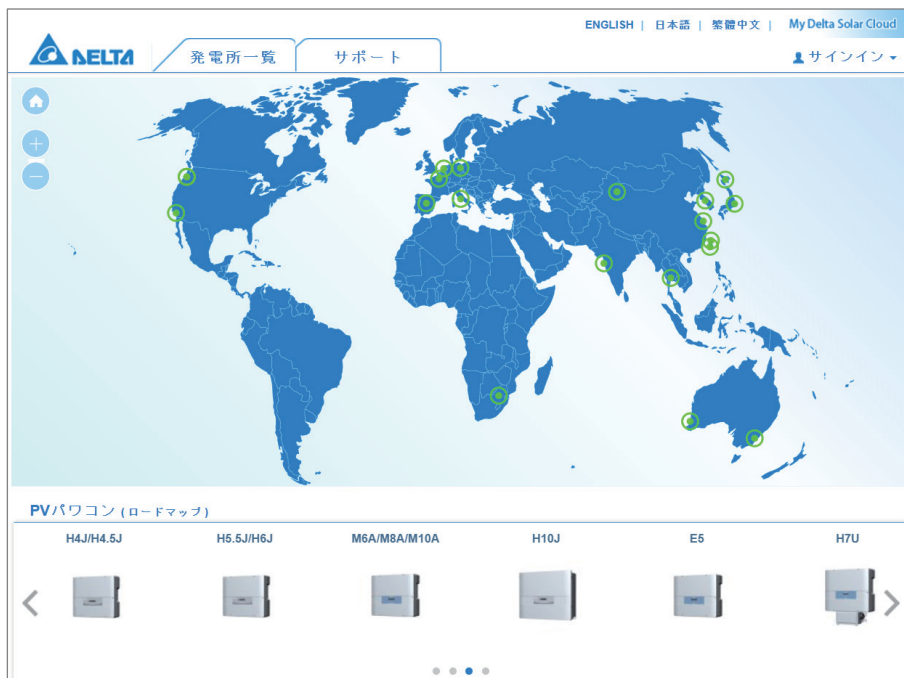 ENGLISH | 日本語 | 繁體中文 | My Delta Solar Cloud
DELTA
発電所一覧
サポート
サインイン
PVパワコン (ロードマップ)
H4J/H4.5J
H5.5J/H6J
M6A/M8A/M10A
H10J
E5
H7U